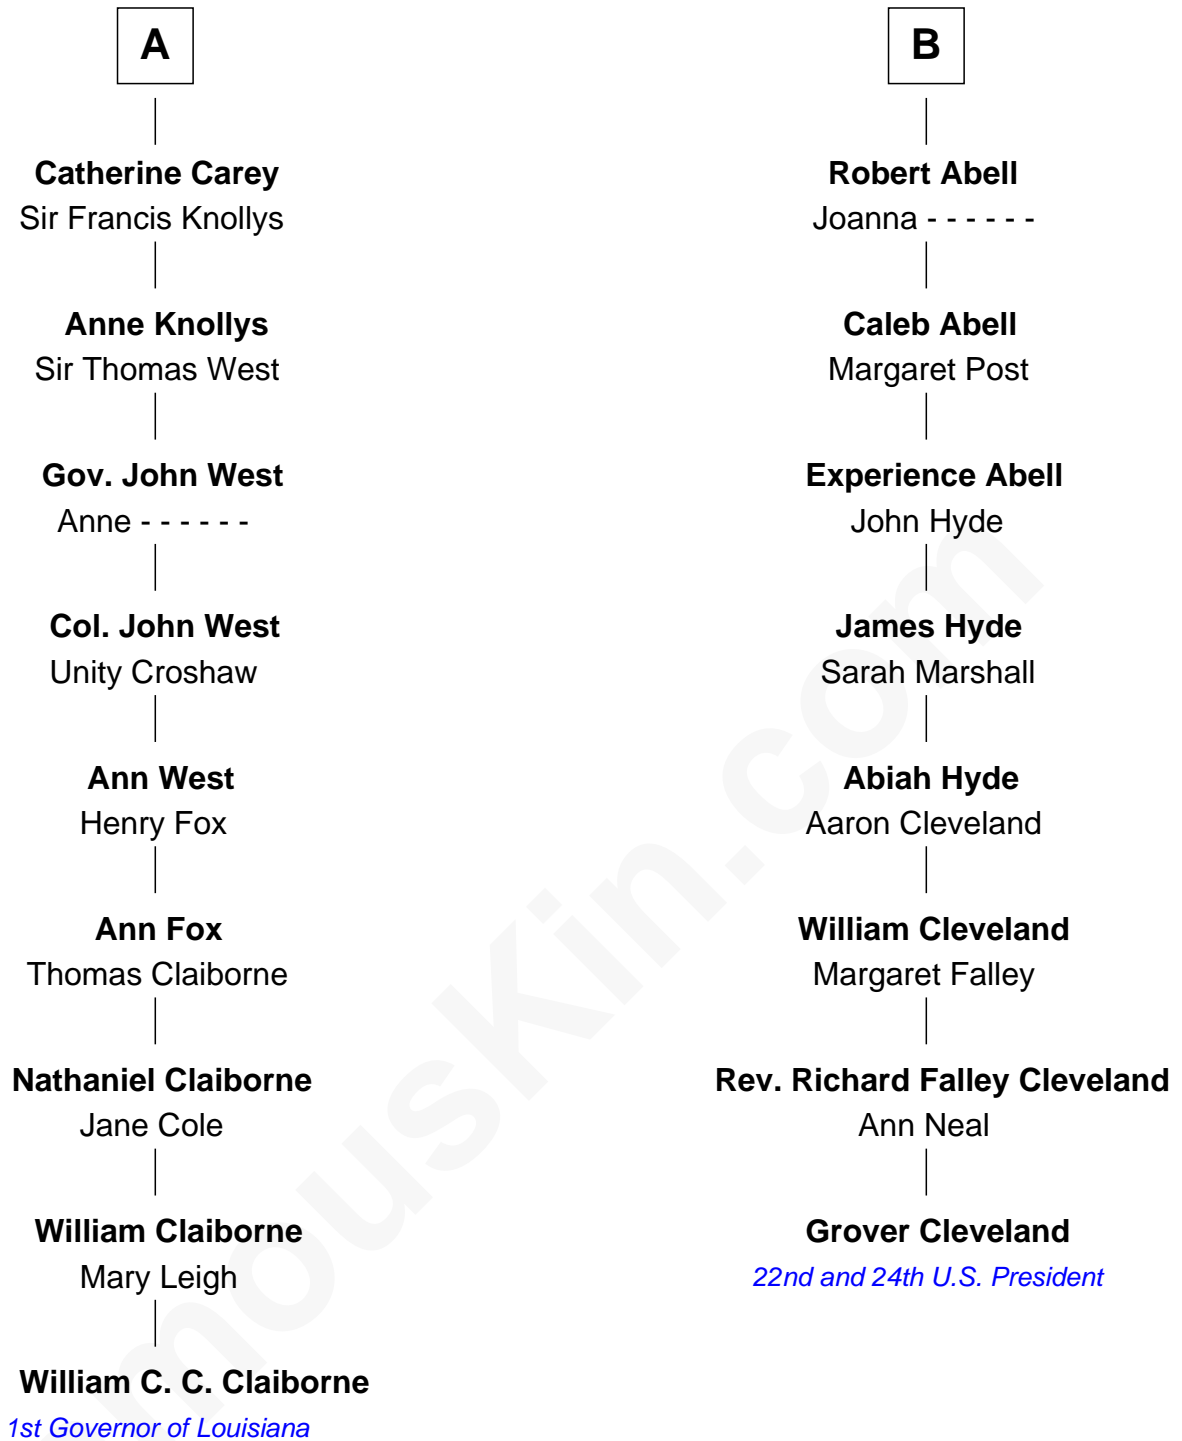 A
Catherine Carey
Sir Francis Knollys
Anne Knollys
Sir Thomas West
Gov. John West
Anne - - - - - -
Col. John West
Unity Croshaw
Ann West
Henry Fox
Ann Fox
Thomas Claiborne
Nathaniel Claiborne
Jane Cole
William Claiborne
Mary Leigh
William C. C. Claiborne
1st Governor of Louisiana
B
Robert Abell
Joanna - - - - - -
Caleb Abell
Margaret Post
Experience Abell
John Hyde
James Hyde
Sarah Marshall
Abiah Hyde
Aaron Cleveland
William Cleveland
Margaret Falley
Rev. Richard Falley Cleveland
Ann Neal
Grover Cleveland
22nd and 24th U.S. President
mousKin.com